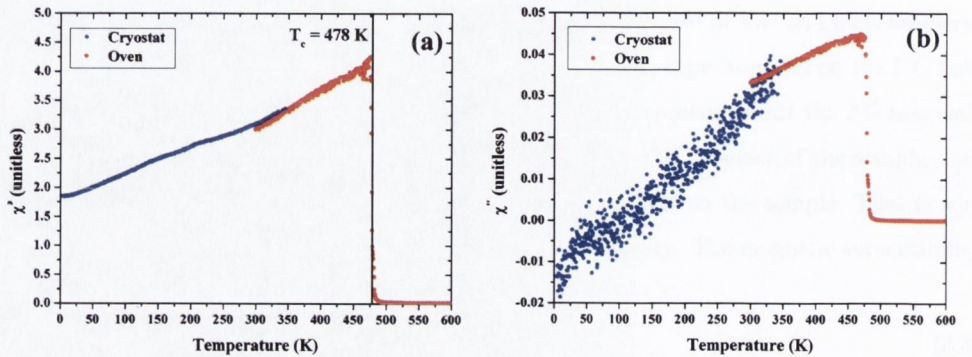 T_c = 478 K
(a)
Cryostat
Oven
χ' (unitless)
5.0
4.5
4.0
3.5
3.0
2.5
2.0
1.5
1.0
0.5
0.0
0 50 100 150 200 250 300 350 400 450 500 550 600
Temperature (K)
(b)
Cryostat
Oven
χ'' (unitless)
0.05
0.04
0.03
0.02
0.01
0.00
-0.01
-0.02
0 50 100 150 200 250 300 350 400 450 500 550 600
Temperature (K)